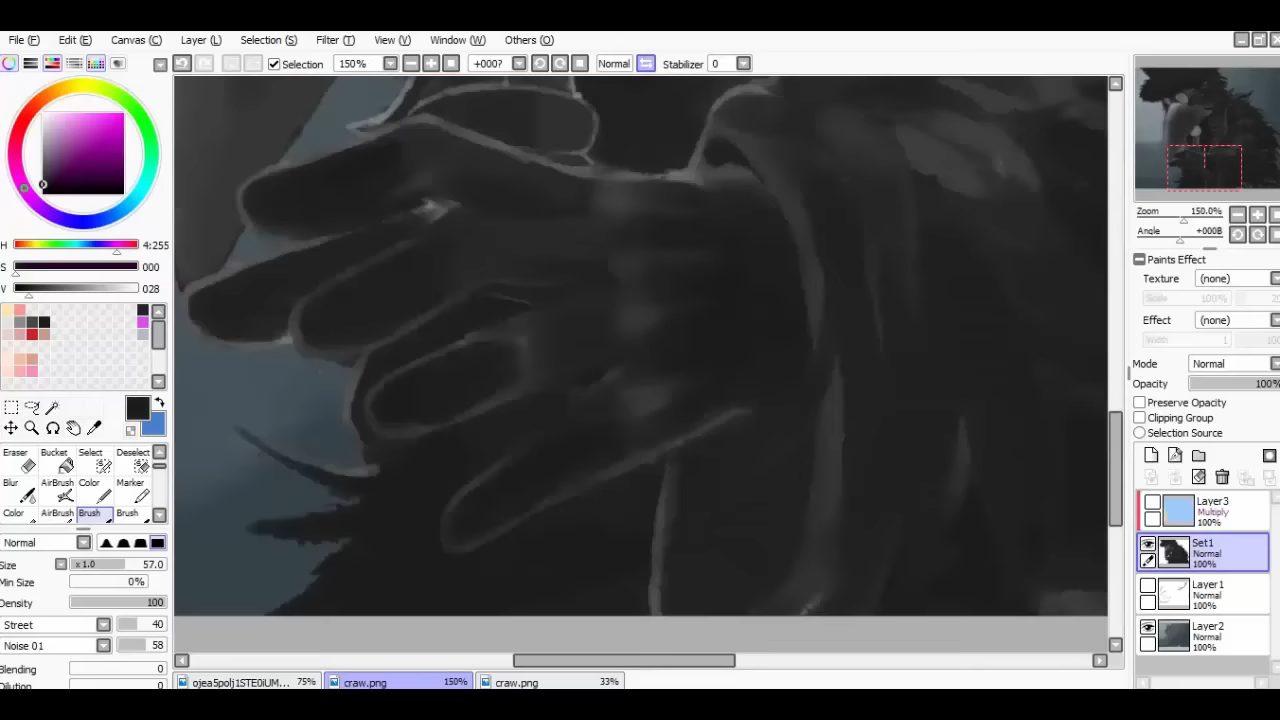 File (F) Edit (E) Canvas (C) Layer (L) Selection (S) Filter (T) View (V) Window (W) Others (O)
Selection 150% +000? Normal Stabilizer 0
H 4:255
S 000
V 028
Eraser Bucket Select Deselect
Blur AirBrush Color Marker
Color AirBrush Brush Brush
Normal
Size x 1.0 57.0
Min Size 0%
Density 100
Street 40
Noise 01 58
Blending 0
Dilution 0
Zoom 150.0%
Angle +000B
Paints Effect
Texture (none)
Scale 100% 20
Effect (none)
Width 1 100
Mode Normal
Opacity 100%
Preserve Opacity
Clipping Group
Selection Source
Layer3
Multiply
100%
Set1
Normal
100%
Layer1
Normal
100%
Layer2
Normal
100%
75% craw.png 150% craw.png 33%